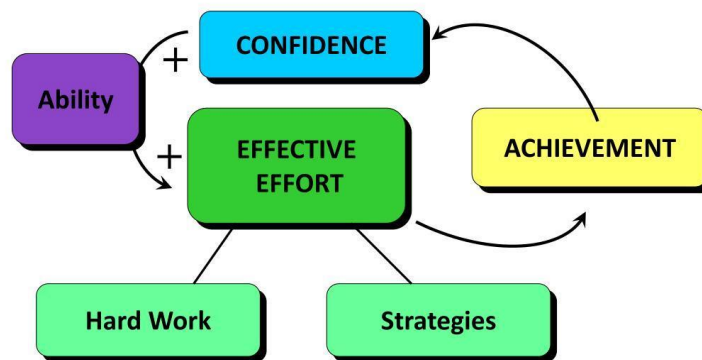 CONFIDENCE
+
Ability
+
EFFECTIVE
EFFORT
ACHIEVEMENT
Hard Work
Strategies